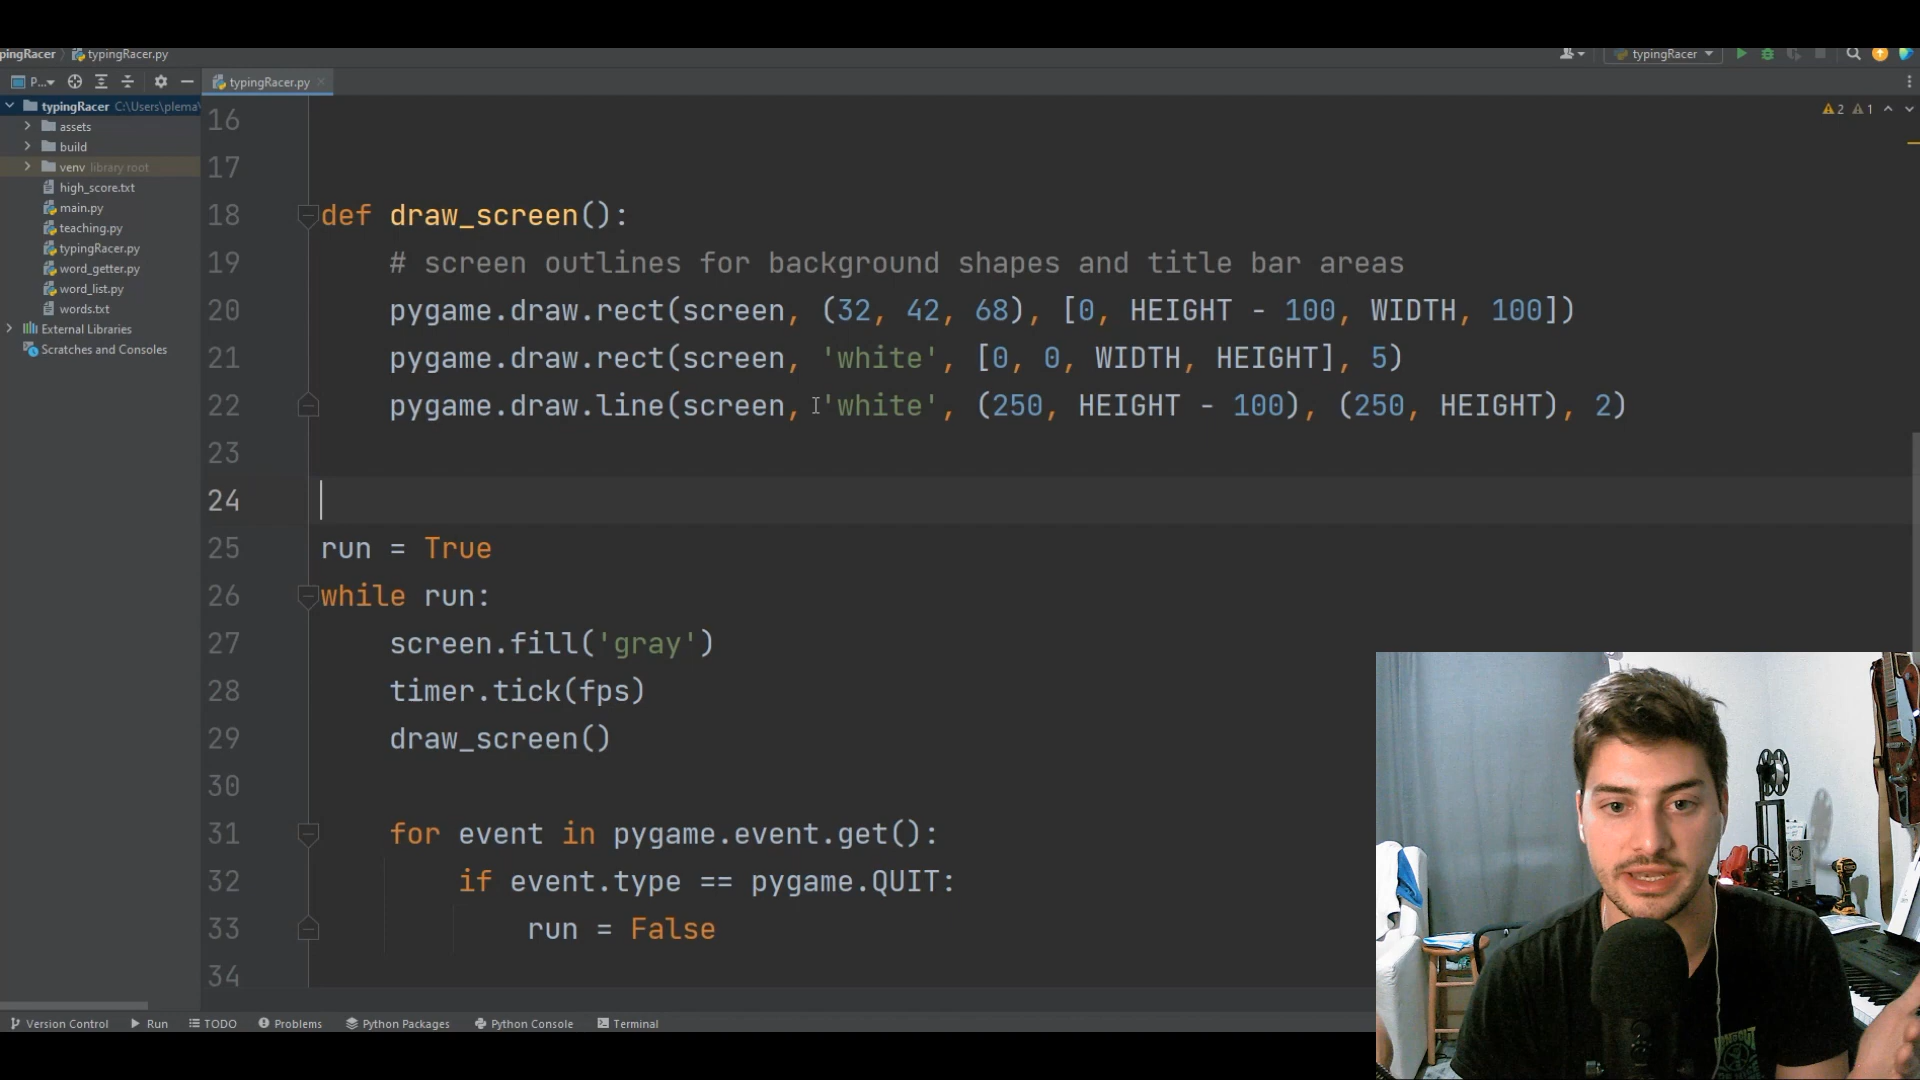 pingRacer
typingRacer.py
typingRacer
P...
typingRacer.py
2
1
typingRacer C:\Users\plema\
assets
build
venv library root
high_score.txt
main.py
teaching.py
typingRacer.py
word_getter.py
word_list.py
words.txt
External Libraries
Scratches and Consoles
16
17
18 def draw_screen():
19 # screen outlines for background shapes and title bar areas
20 pygame.draw.rect(screen, (32, 42, 68), [0, HEIGHT - 100, WIDTH, 100])
21 pygame.draw.rect(screen, 'white', [0, 0, WIDTH, HEIGHT], 5)
22 pygame.draw.line(screen, 'white', (250, HEIGHT - 100), (250, HEIGHT), 2)
23
24
25 run = True
26 while run:
27 screen.fill('gray')
28 timer.tick(fps)
29 draw_screen()
30
31 for event in pygame.event.get():
32 if event.type == pygame.QUIT:
33 run = False
34
Version Control
Run
TODO
Problems
Python Packages
Python Console
Terminal